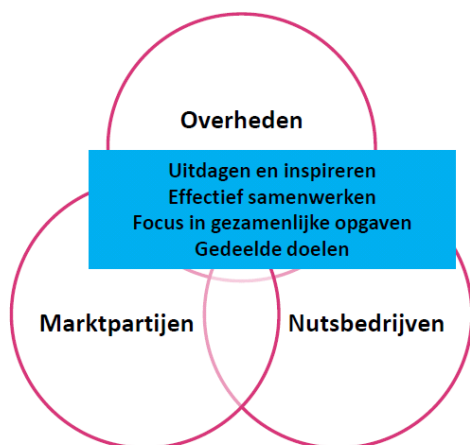 Overheden
Uitdagen en inspireren
Effectief samenwerken
Focus in gezamenlijke opgaven
Gedeelde doelen
Marktpartijen
Nutsbedrijven